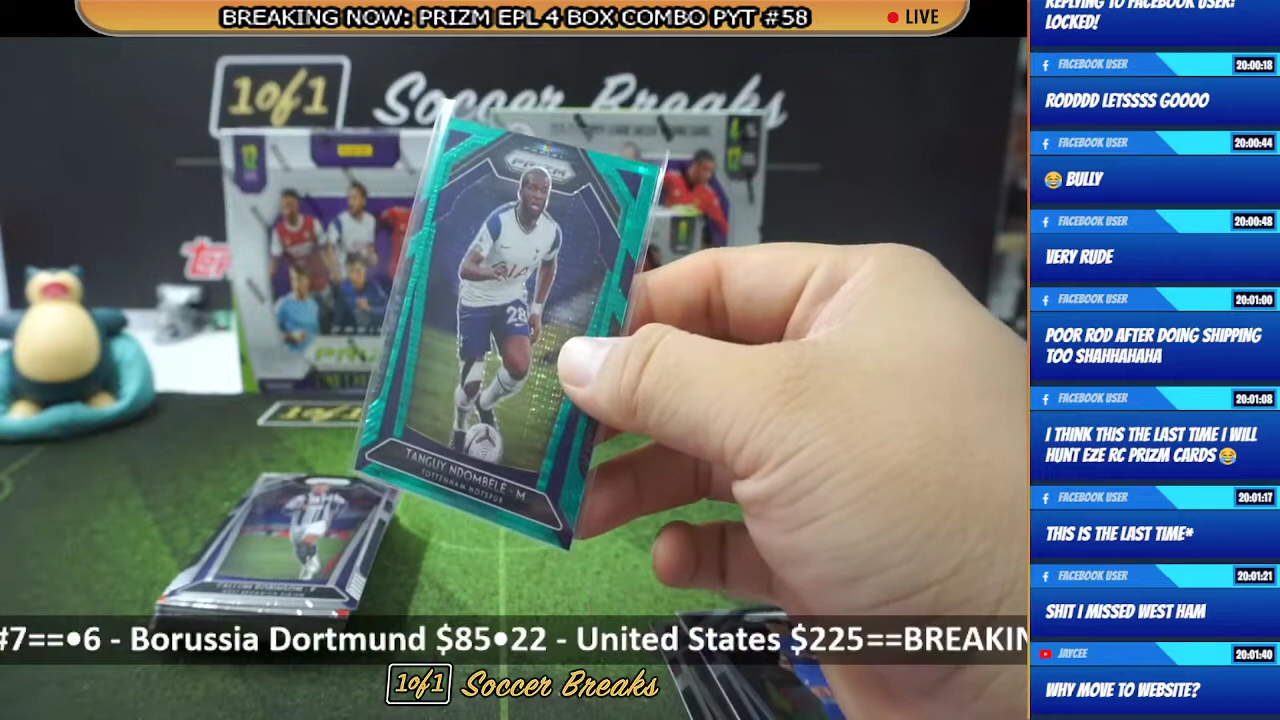 BREAKING NOW: PRIZM EPL 4 BOX COMBO PYT #58
LIVE
1of1 Soccer Breaks
PRIZM
28
TANGUY NDOMBELE - M
TOTTENHAM HOTSPUR
#7==•6 - Borussia Dortmund $85•22 - United States $225==BREAKIN
1of1 Soccer Breaks
REPLYING TO FACEBOOK USER:
LOCKED!
FACEBOOK USER 20:00:18
RODDDD LETSSSS GOOOO
FACEBOOK USER 20:00:44
😂 BULLY
FACEBOOK USER 20:00:48
VERY RUDE
FACEBOOK USER 20:01:00
POOR ROD AFTER DOING SHIPPING
TOO SHAHHAHAHA
FACEBOOK USER 20:01:08
I THINK THIS THE LAST TIME I WILL
HUNT EZE RC PRIZM CARDS 😂
FACEBOOK USER 20:01:17
THIS IS THE LAST TIME*
FACEBOOK USER 20:01:21
SHIT I MISSED WEST HAM
JAYCEE 20:01:40
WHY MOVE TO WEBSITE?